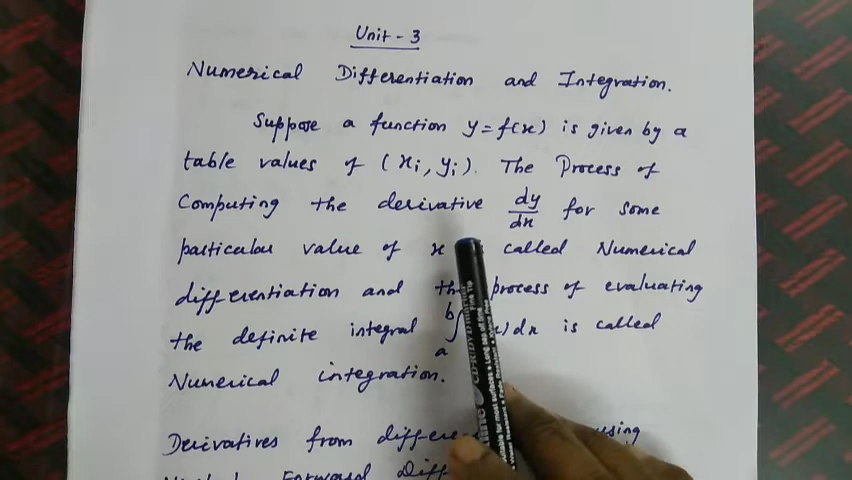 Unit - 3
Numerical Differentiation and Integration.
Suppose a function y = f(x) is given by a
table values of (xi, yi). The Process of
Computing the derivative dy/dx for some
particular value of x called Numerical
differentiation and the process of evaluating
the definite integral ∫ b a x) dx is called
Numerical integration.
Derivatives from using
Forward